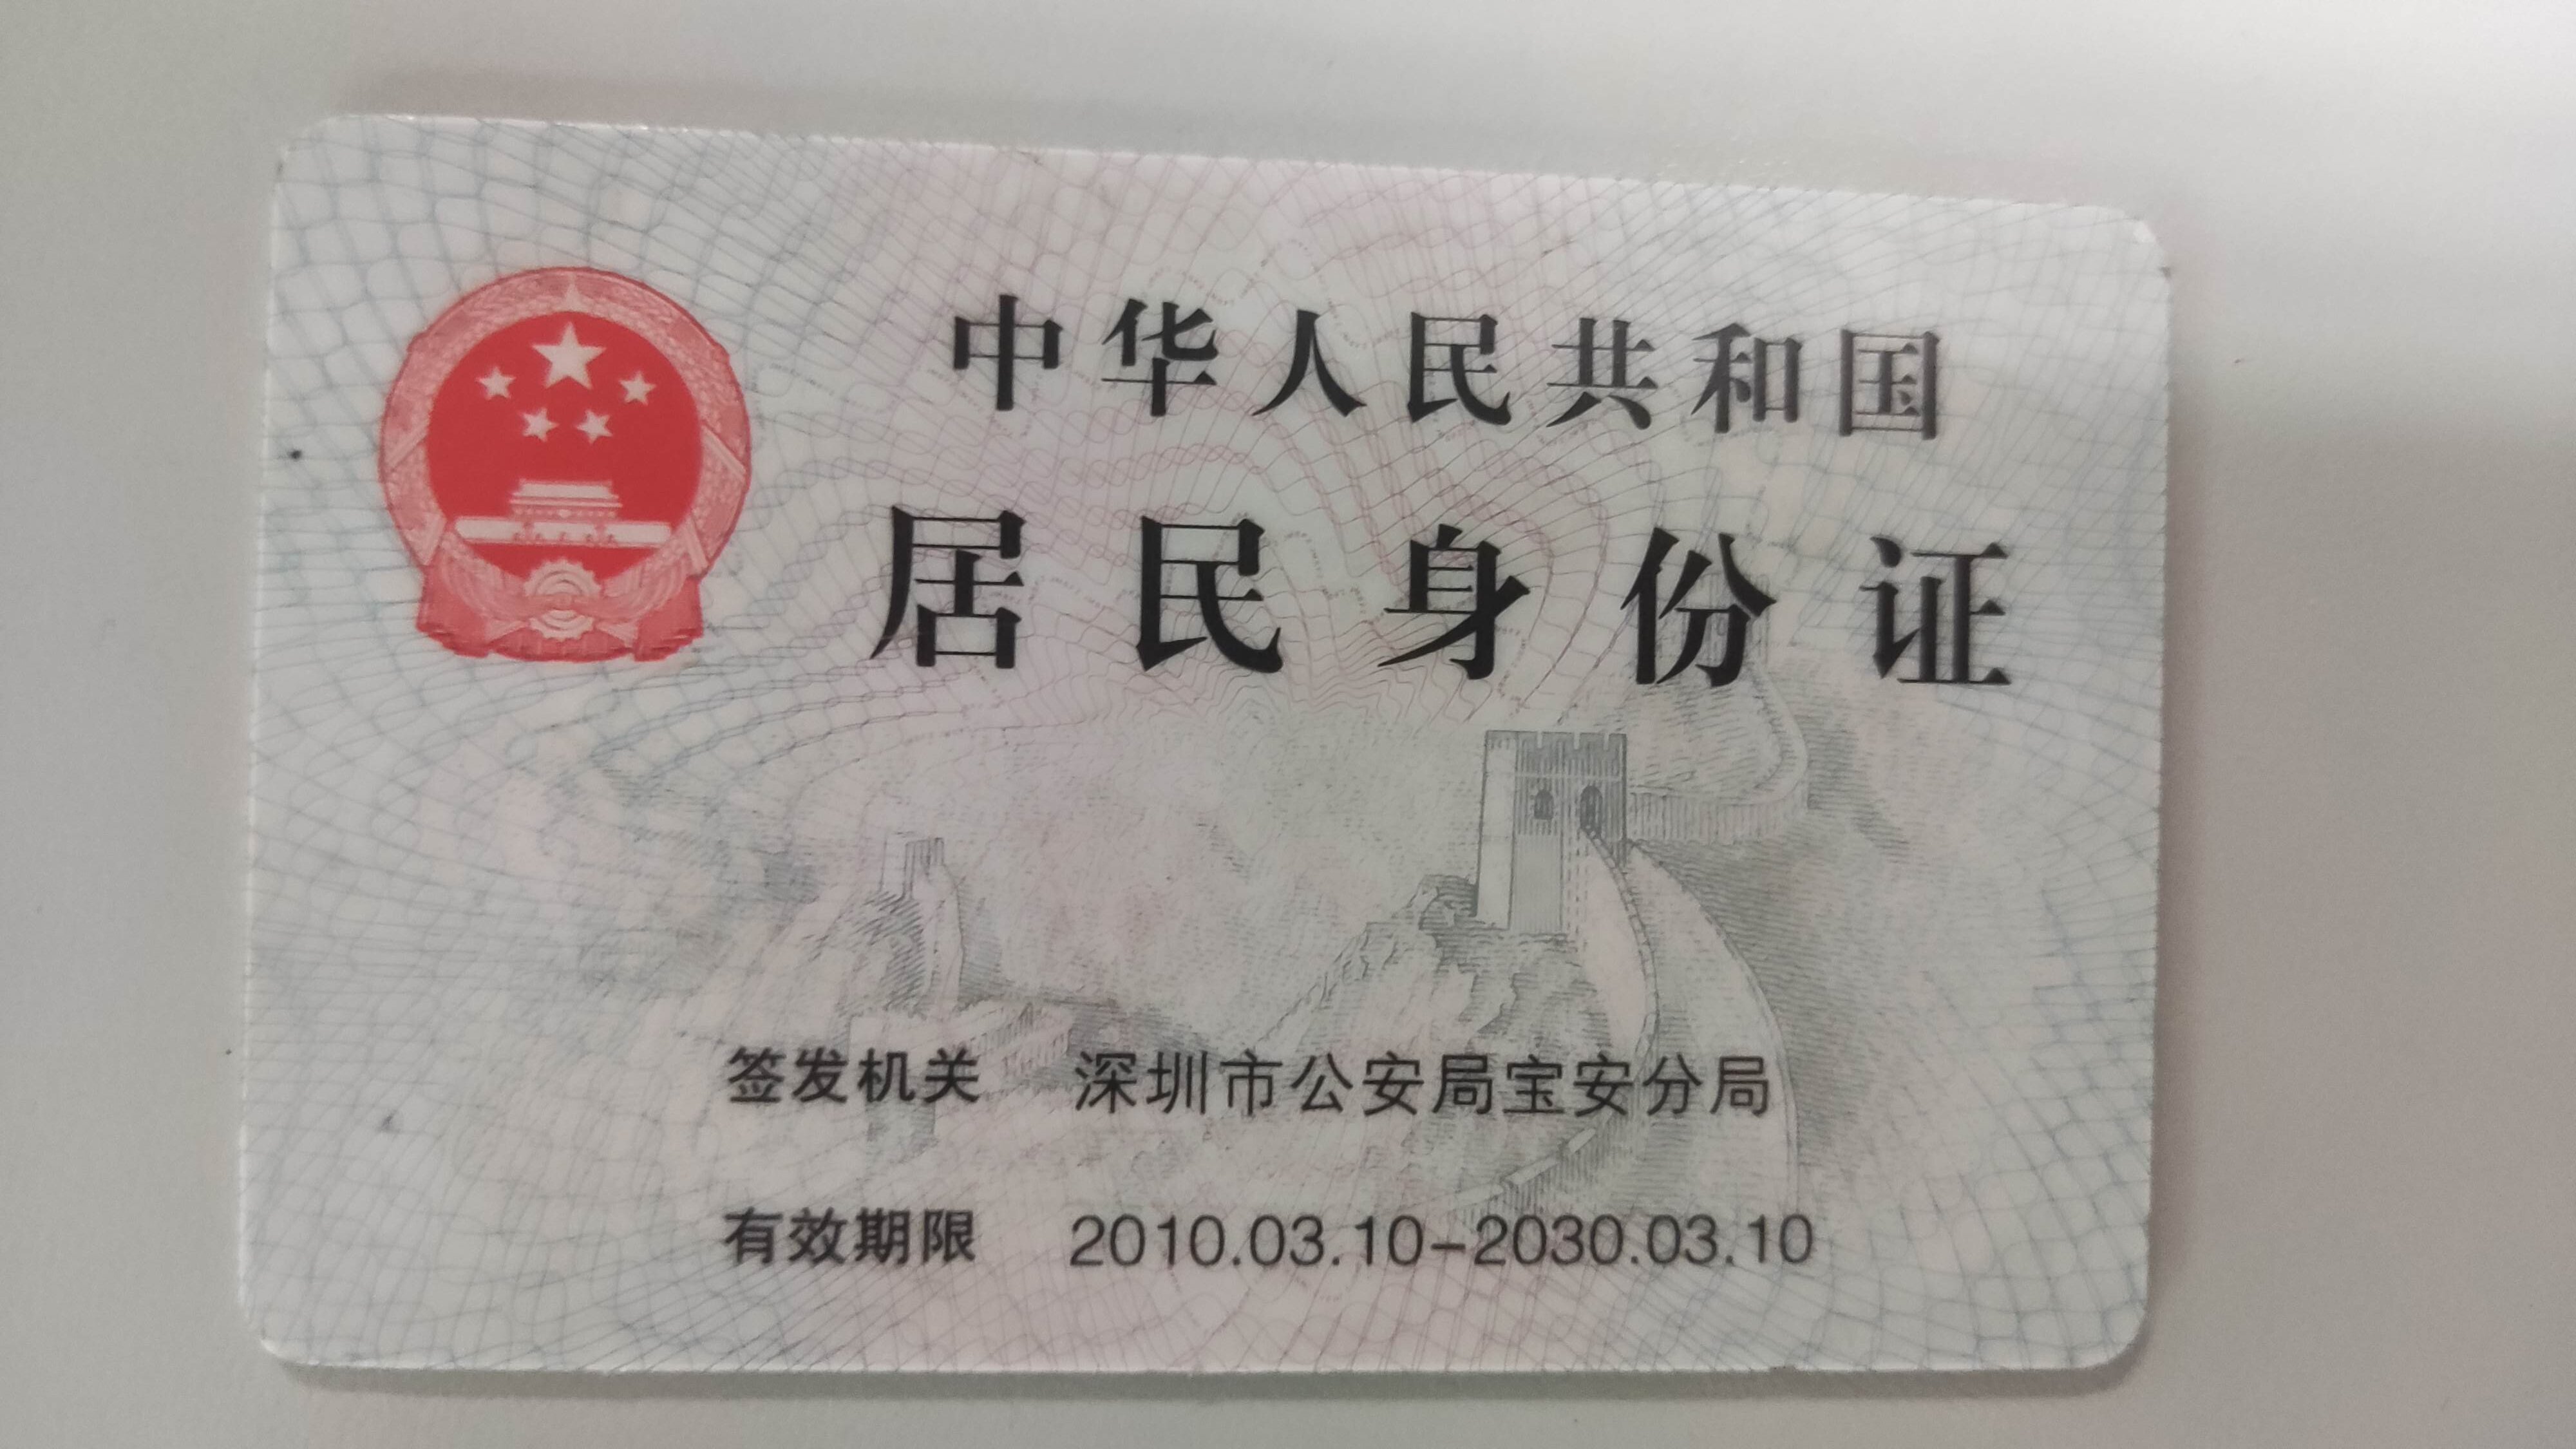 中华人民共和国
居民身份证
签发机关 深圳市公安局宝安分局
有效期限 2010.03.10-2030.03.10